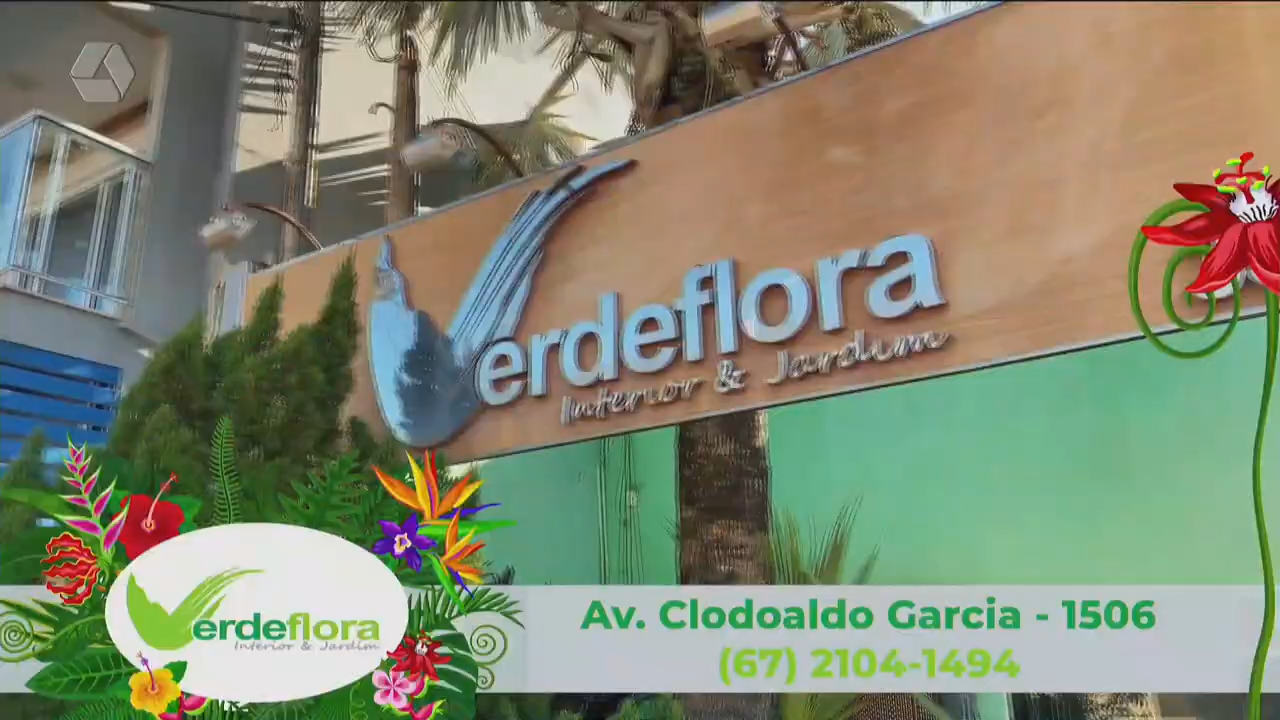 Verdeflora
Interior & Jardim
Verdeflora
Interior & Jardim
Av. Clodoaldo Garcia - 1506
(67) 2104-1494